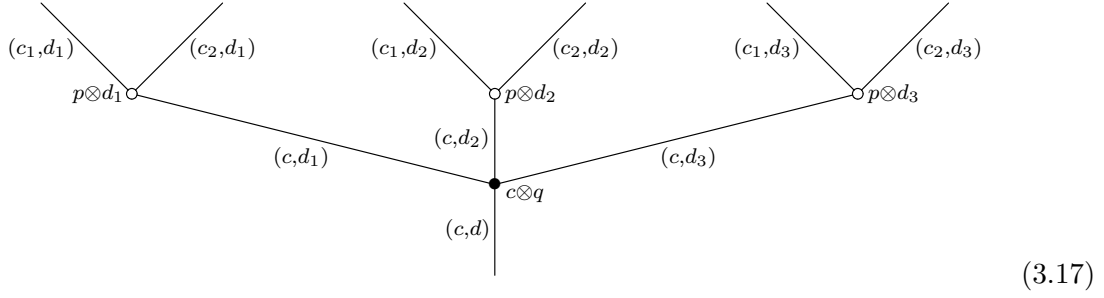 (c₁,d₁) (c₂,d₁) (c₁,d₂) (c₂,d₂) (c₁,d₃) (c₂,d₃)
p⊗d₁ p⊗d₂ p⊗d₃
(c,d₂)
(c,d₁) (c,d₃)
c⊗q
(c,d)
(3.17)